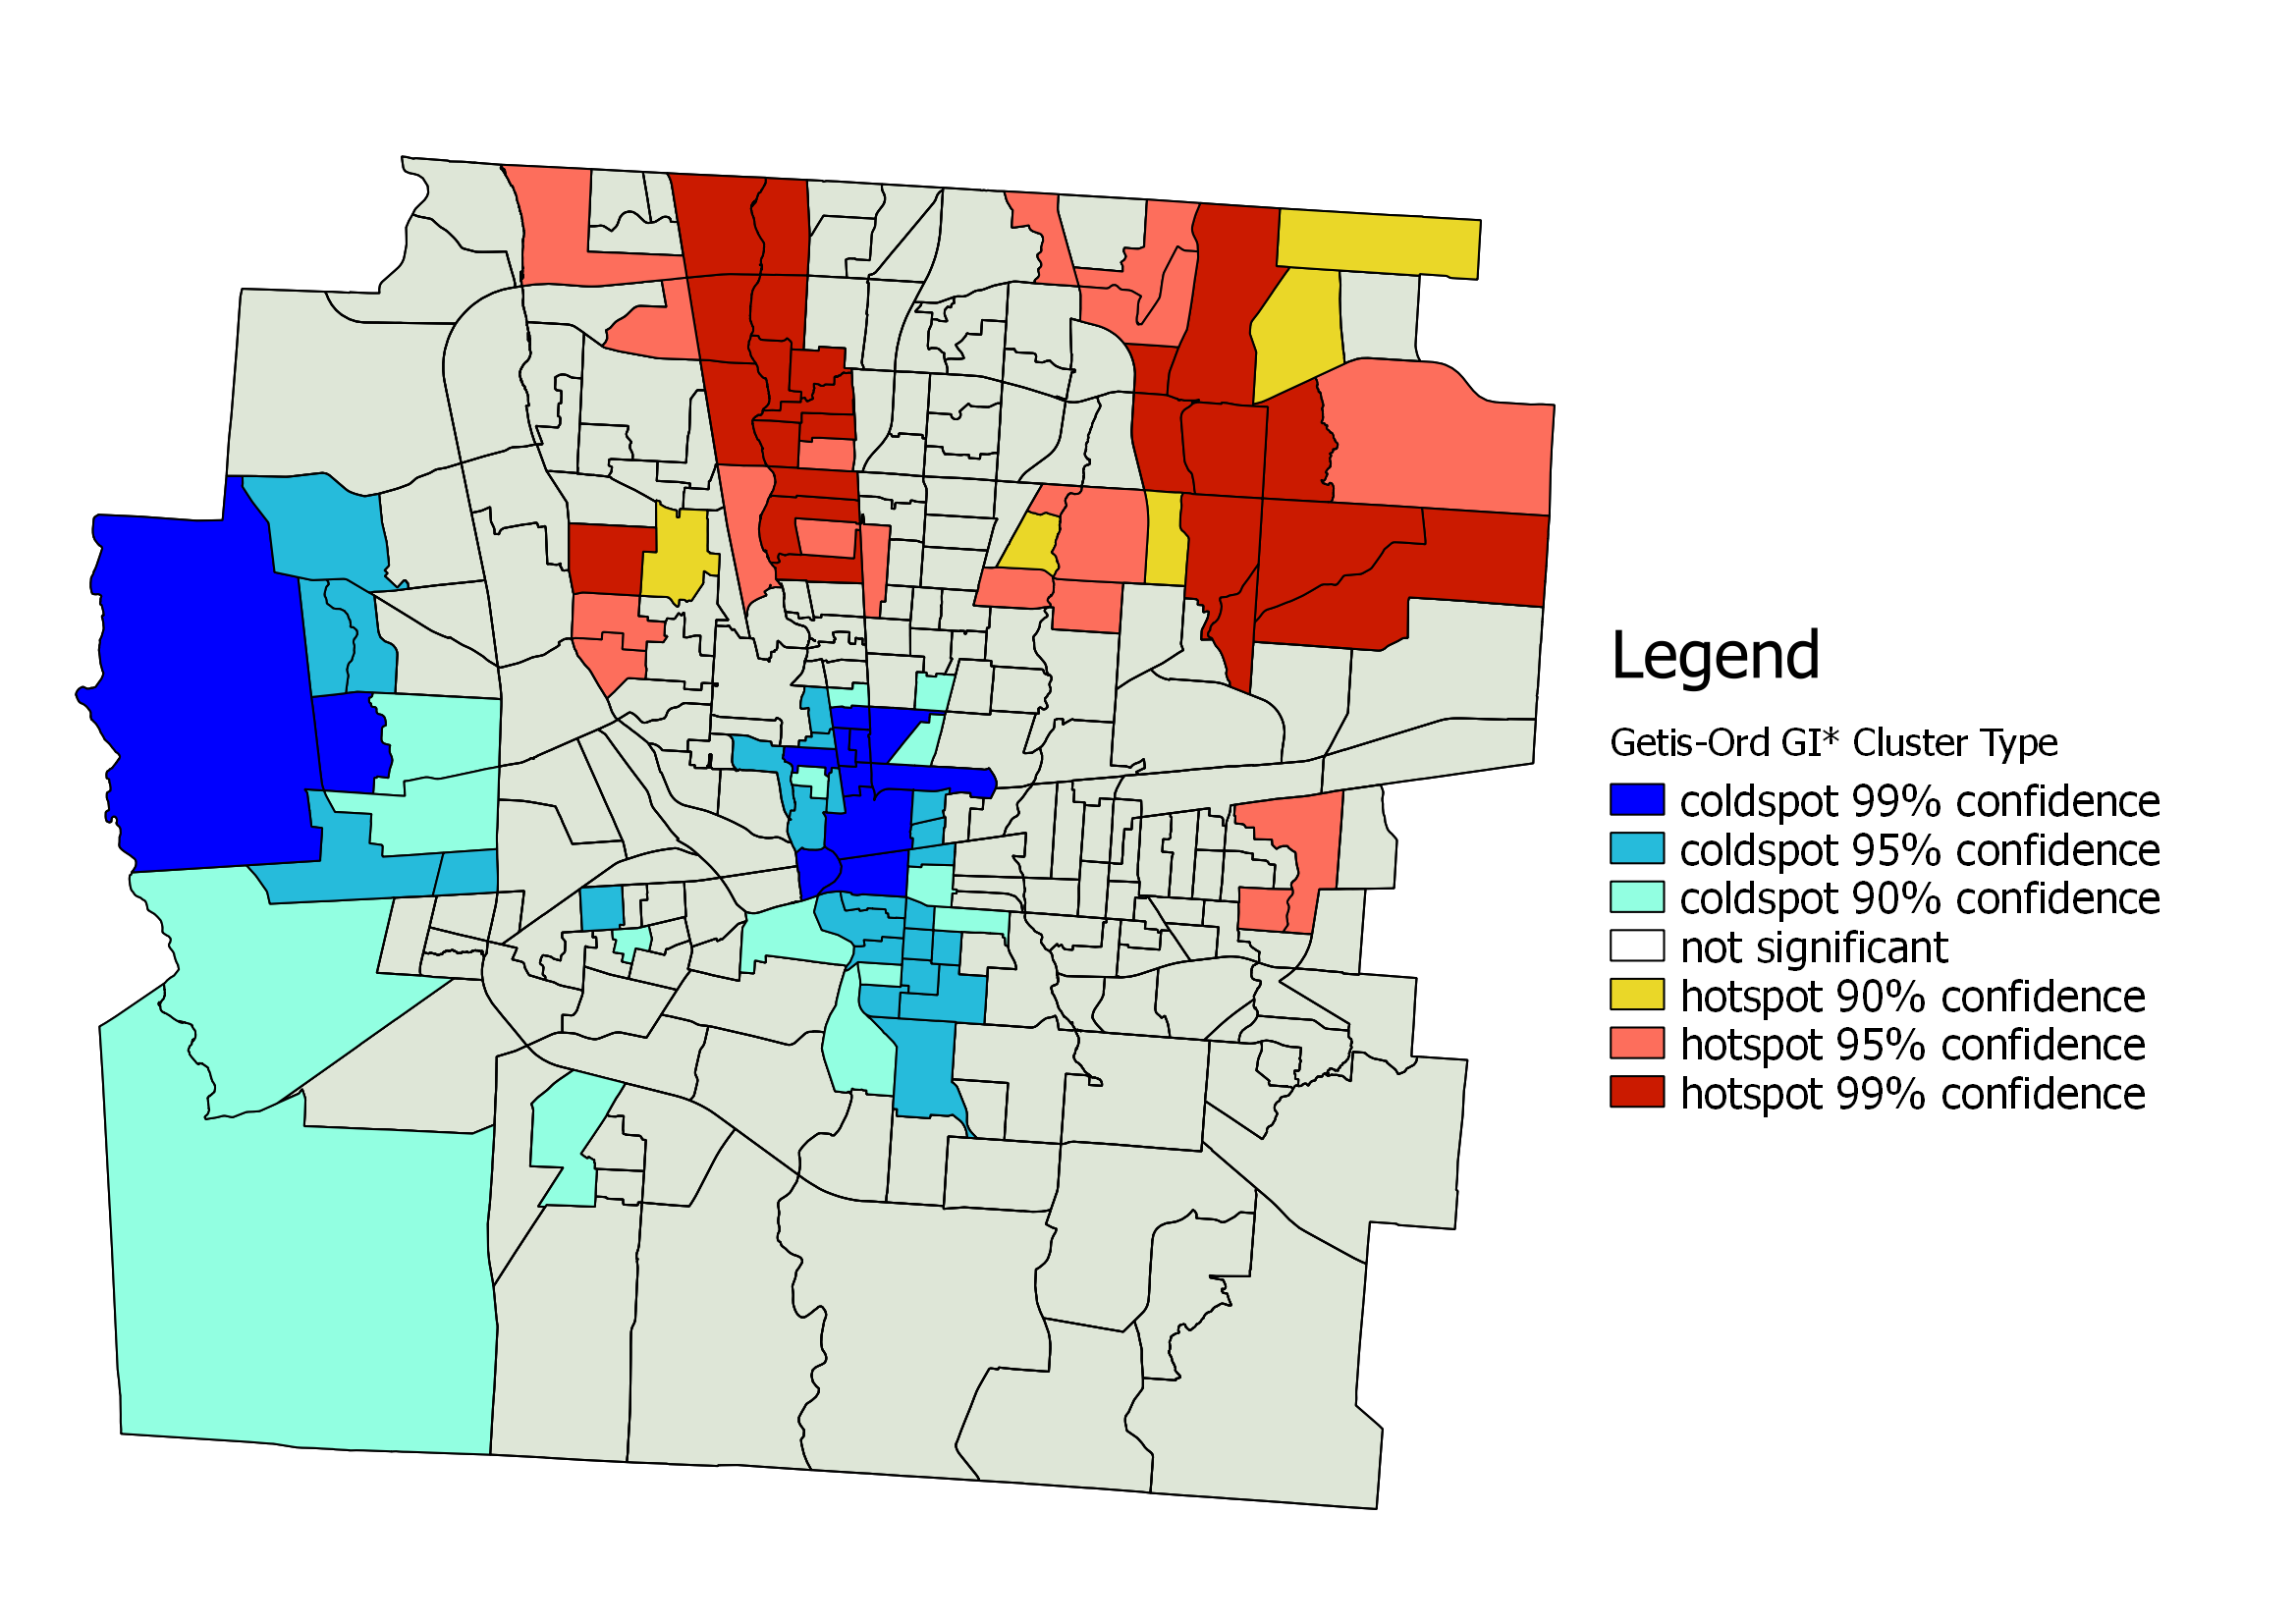 Legend
Getis-Ord GI* Cluster Type
coldspot 99% confidence
coldspot 95% confidence
coldspot 90% confidence
not significant
hotspot 90% confidence
hotspot 95% confidence
hotspot 99% confidence